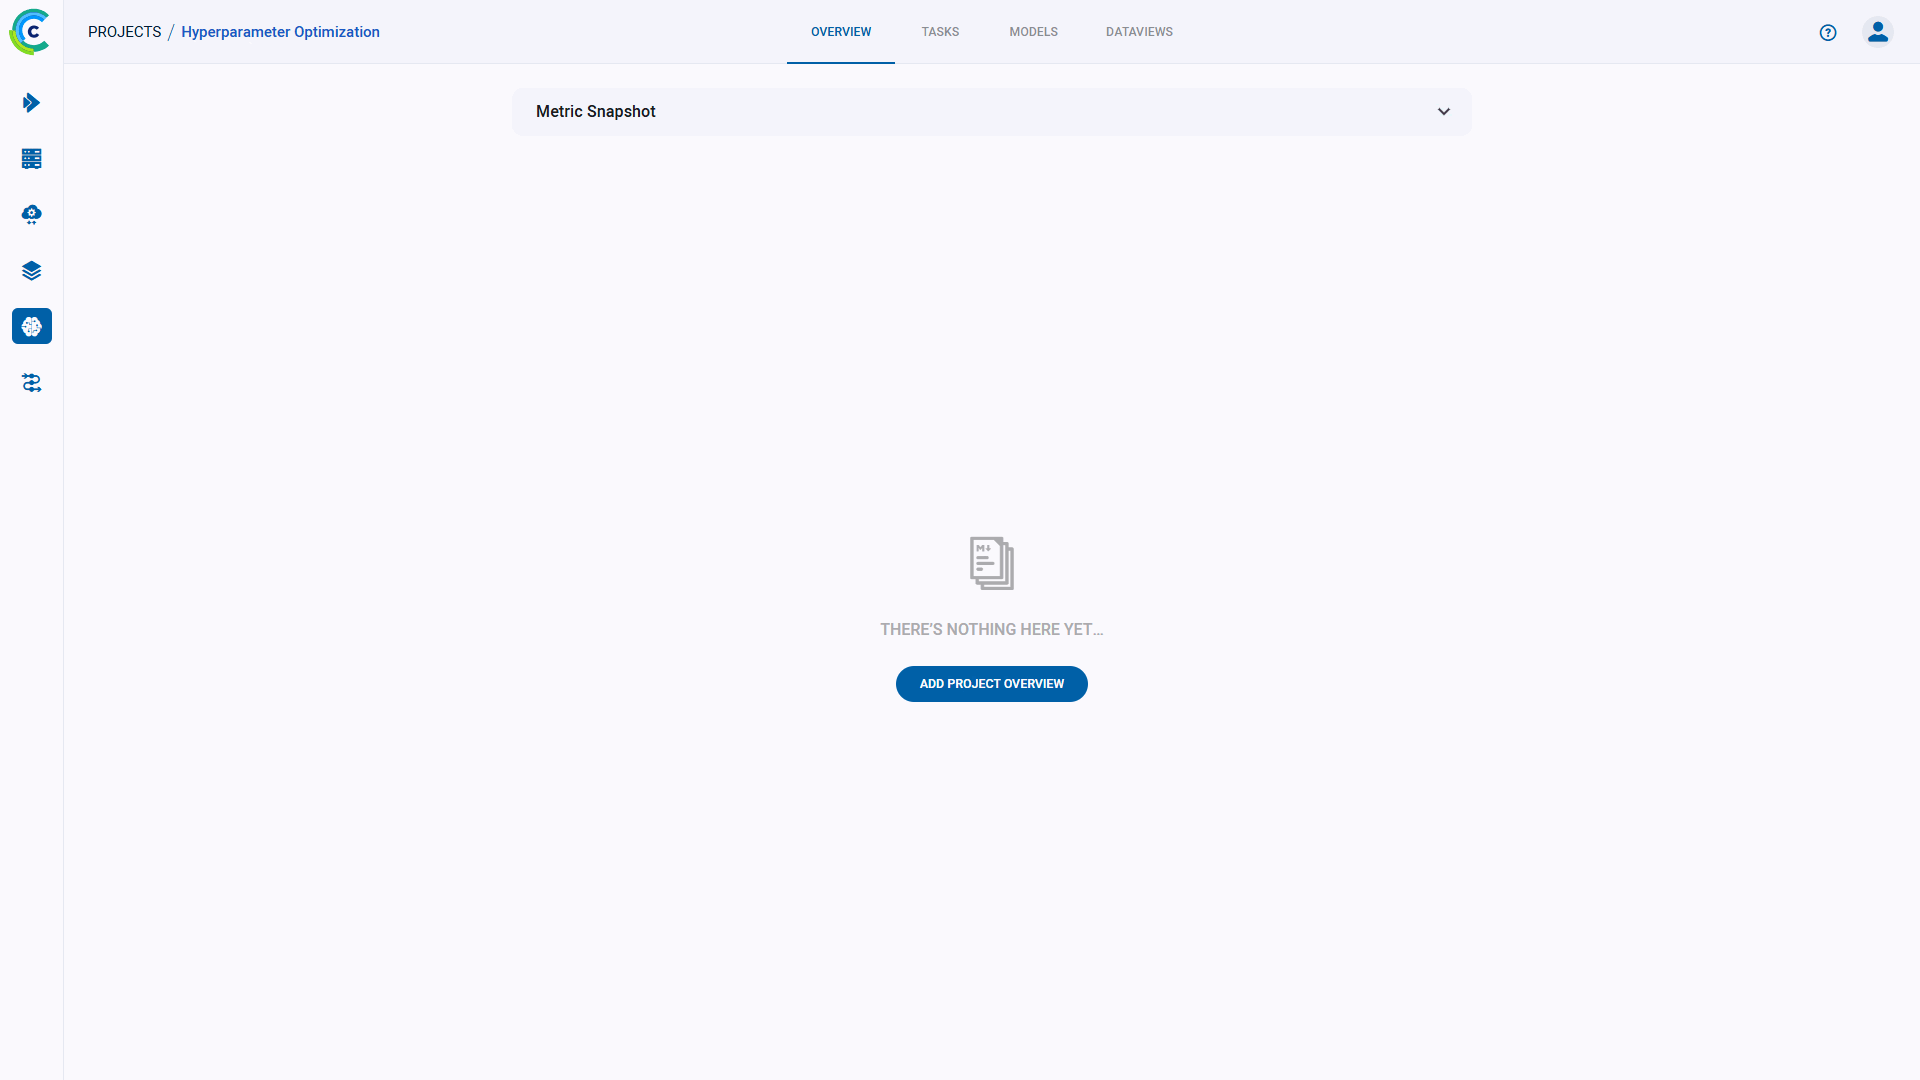 PROJECTS / Hyperparameter Optimization
OVERVIEW
TASKS
MODELS
DATAVIEWS
Metric Snapshot
M
THERE'S NOTHING HERE YET...
ADD PROJECT OVERVIEW